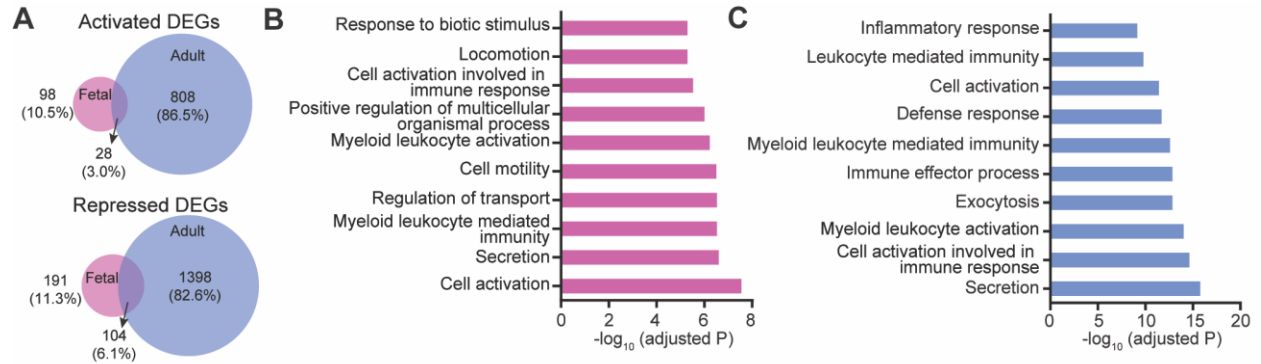 A
Activated DEGs
Adult
Fetal
98
(10.5%)
808
(86.5%)
28
(3.0%)
Repressed DEGs
Adult
Fetal
191
(11.3%)
1398
(82.6%)
104
(6.1%)
B
Response to biotic stimulus
Locomotion
Cell activation involved in
immune response
Positive regulation of multicellular
organismal process
Myeloid leukocyte activation
Cell motility
Regulation of transport
Myeloid leukocyte mediated
immunity
Secretion
Cell activation
0 2 4 6 8
-log10 (adjusted P)
C
Inflammatory response
Leukocyte mediated immunity
Cell activation
Defense response
Myeloid leukocyte mediated immunity
Immune effector process
Exocytosis
Myeloid leukocyte activation
Cell activation involved in
immune response
Secretion
0 5 10 15 20
-log10 (adjusted P)